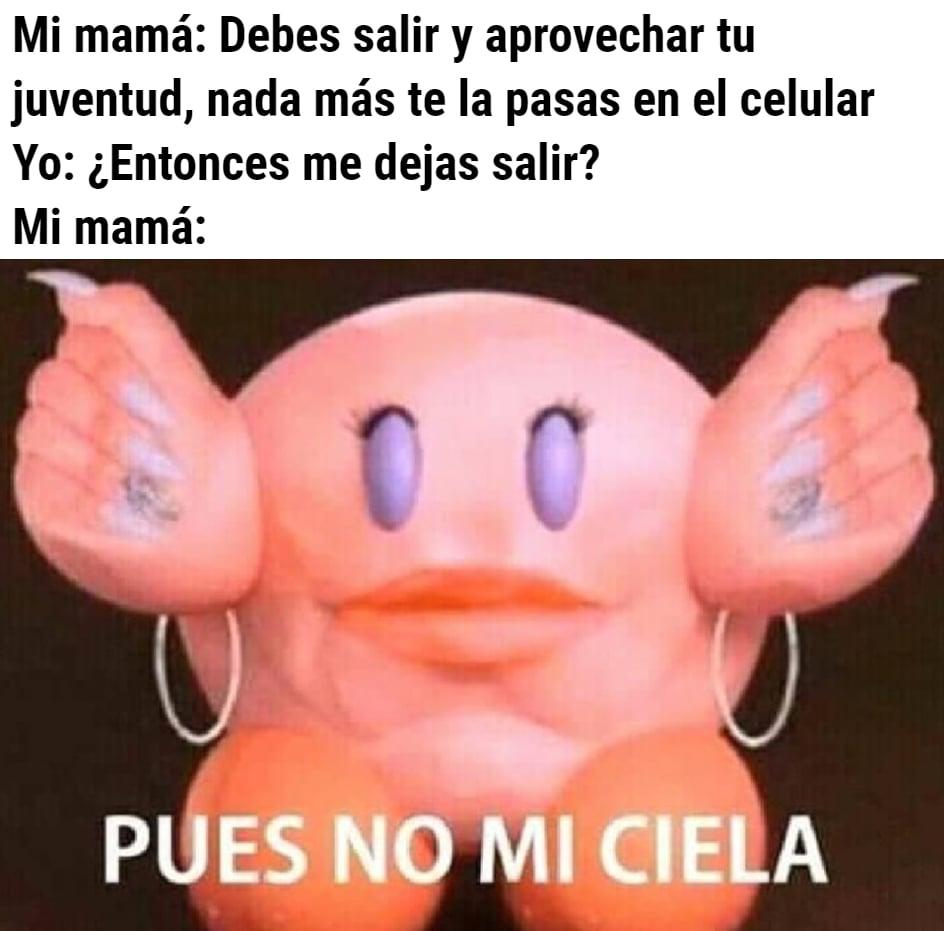 Mi mamá: Debes salir y aprovechar tu
juventud, nada más te la pasas en el celular
Yo: ¿Entonces me dejas salir?
Mi mamá:
PUES NO MI CIELA